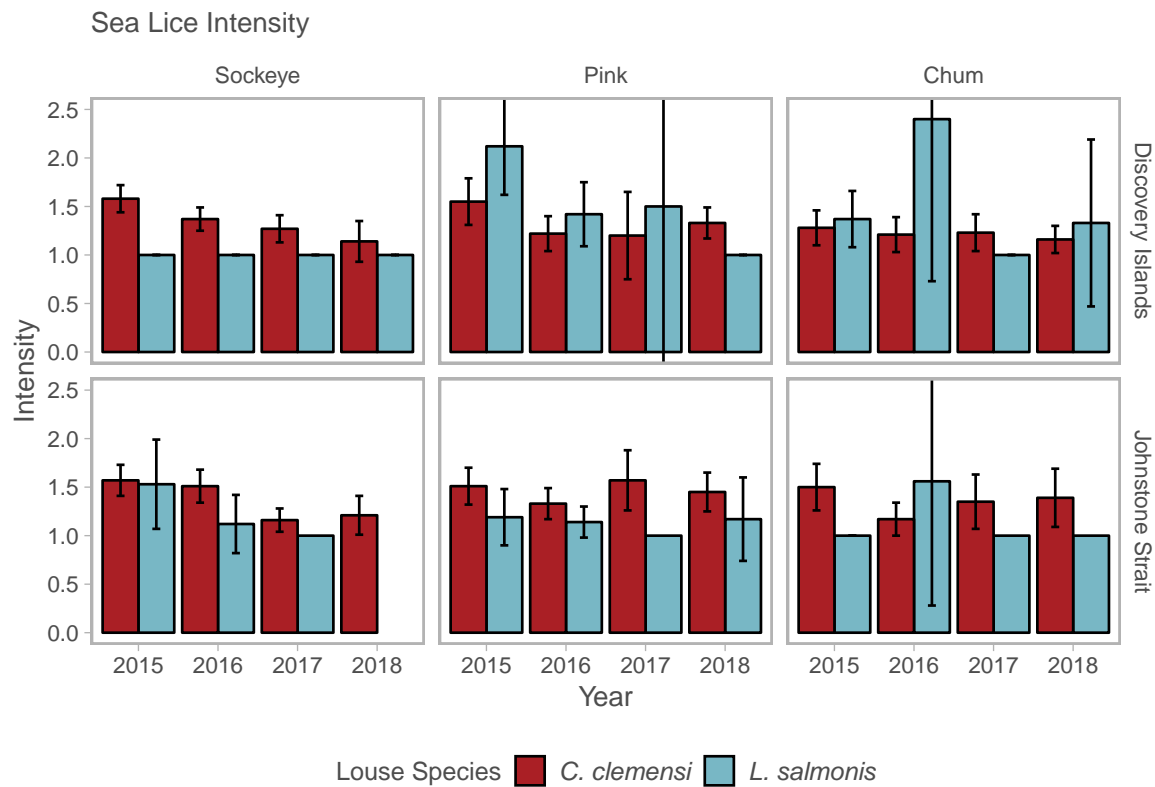 Sea Lice Intensity
Sockeye Pink Chum
2.5
2.0
1.5
1.0
0.5
0.0
Discovery Islands
Intensity
2.5
2.0
1.5
1.0
0.5
0.0
Johnstone Strait
2015 2016 2017 2018 2015 2016 2017 2018 2015 2016 2017 2018
Year
Louse Species C. clemensi L. salmonis